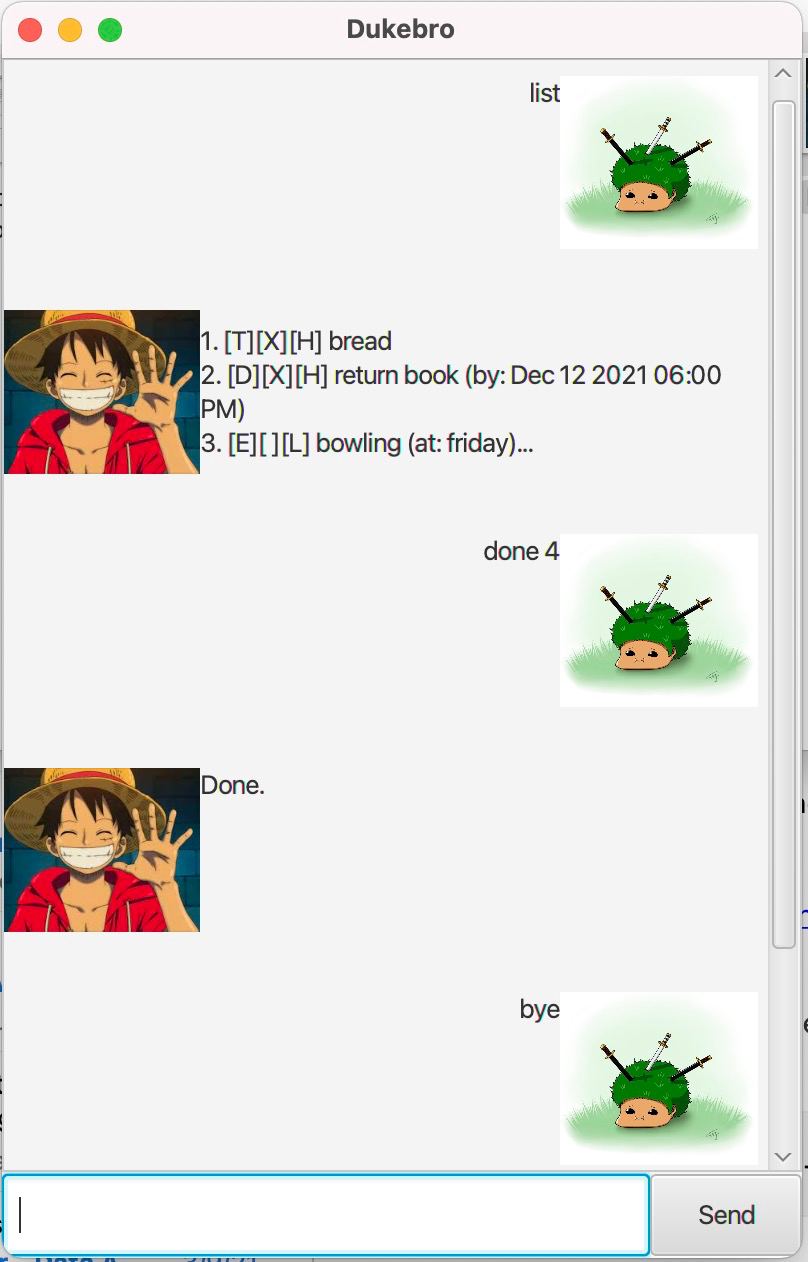 Dukebro
list
1. [T][X][H] bread
2. [D][X][H] return book (by: Dec 12 2021 06:00
PM)
3. [E][ ][L] bowling (at: friday)...
done 4
Done.
bye
Send